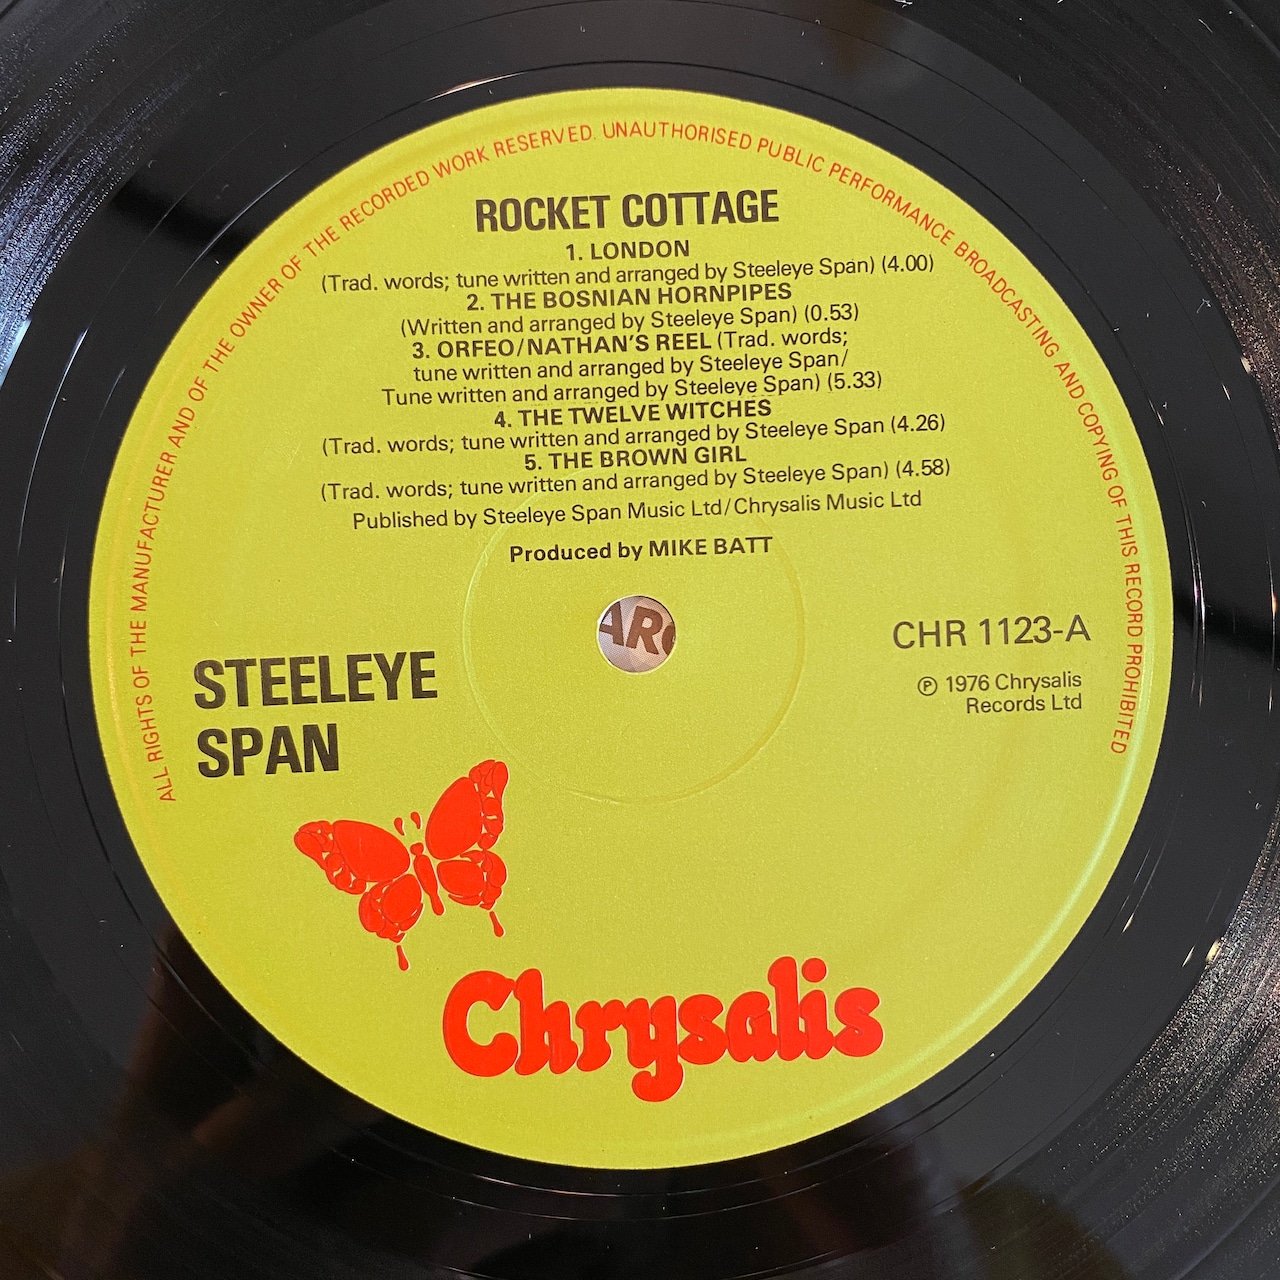 ALL RIGHTS OF THE MANUFACTURER AND OF THE OWNER OF THE RECORDED WORK RESERVED. UNAUTHORISED PUBLIC PERFORMANCE BROADCASTING AND COPYING OF THIS RECORD PROHIBITED
ROCKET COTTAGE
1. LONDON
(Trad. words; tune written and arranged by Steeleye Span) (4.00)
2. THE BOSNIAN HORNPIPES
(Written and arranged by Steeleye Span) (0.53)
3. ORFEO/NATHAN'S REEL (Trad. words;
tune written and arranged by Steeleye Span/
Tune written and arranged by Steeleye Span) (5.33)
4. THE TWELVE WITCHES
(Trad. words; tune written and arranged by Steeleye Span (4.26)
5. THE BROWN GIRL
(Trad. words; tune written and arranged by Steeleye Span) (4.58)
Published by Steeleye Span Music Ltd/Chrysalis Music Ltd
Produced by MIKE BATT
CHR 1123-A
℗ 1976 Chrysalis
Records Ltd
STEELEYE
SPAN
Chrysalis